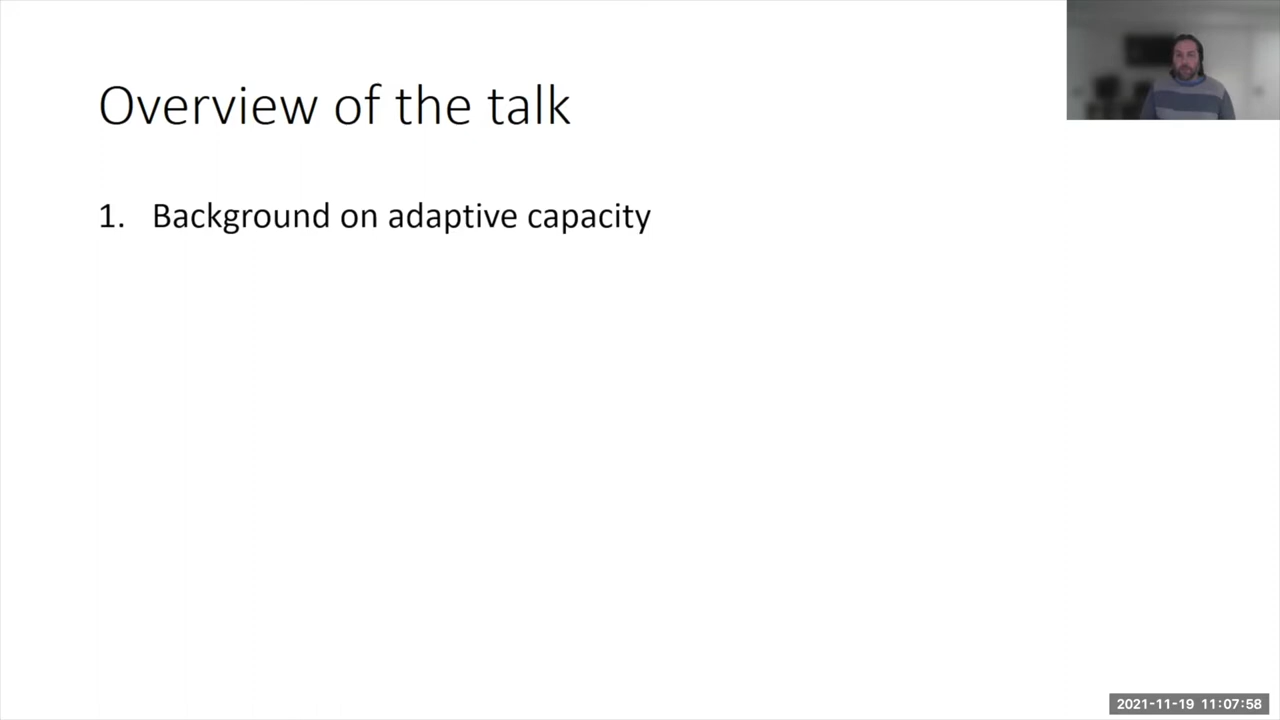 Overview of the talk
1. Background on adaptive capacity
2021-11-19 11:07:58